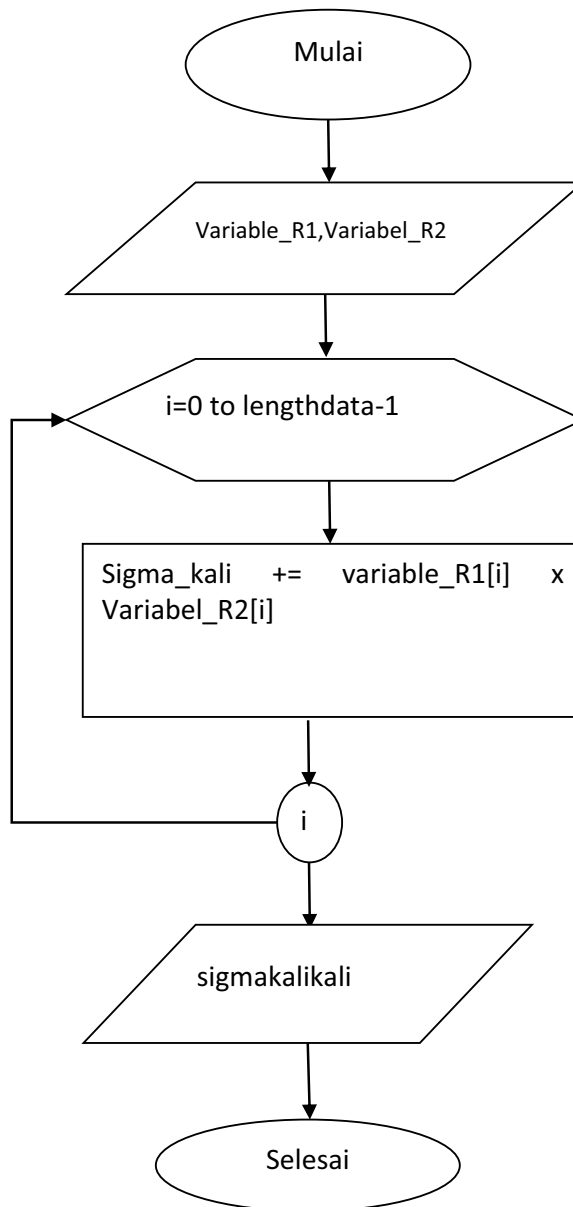 Mulai
Variable_R1,Variabel_R2
i=0 to lengthdata-1
Sigma_kali += variable_R1[i] x
Variabel_R2[i]
i
sigmakalikali
Selesai